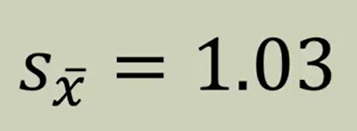 s_x̄ = 1.03